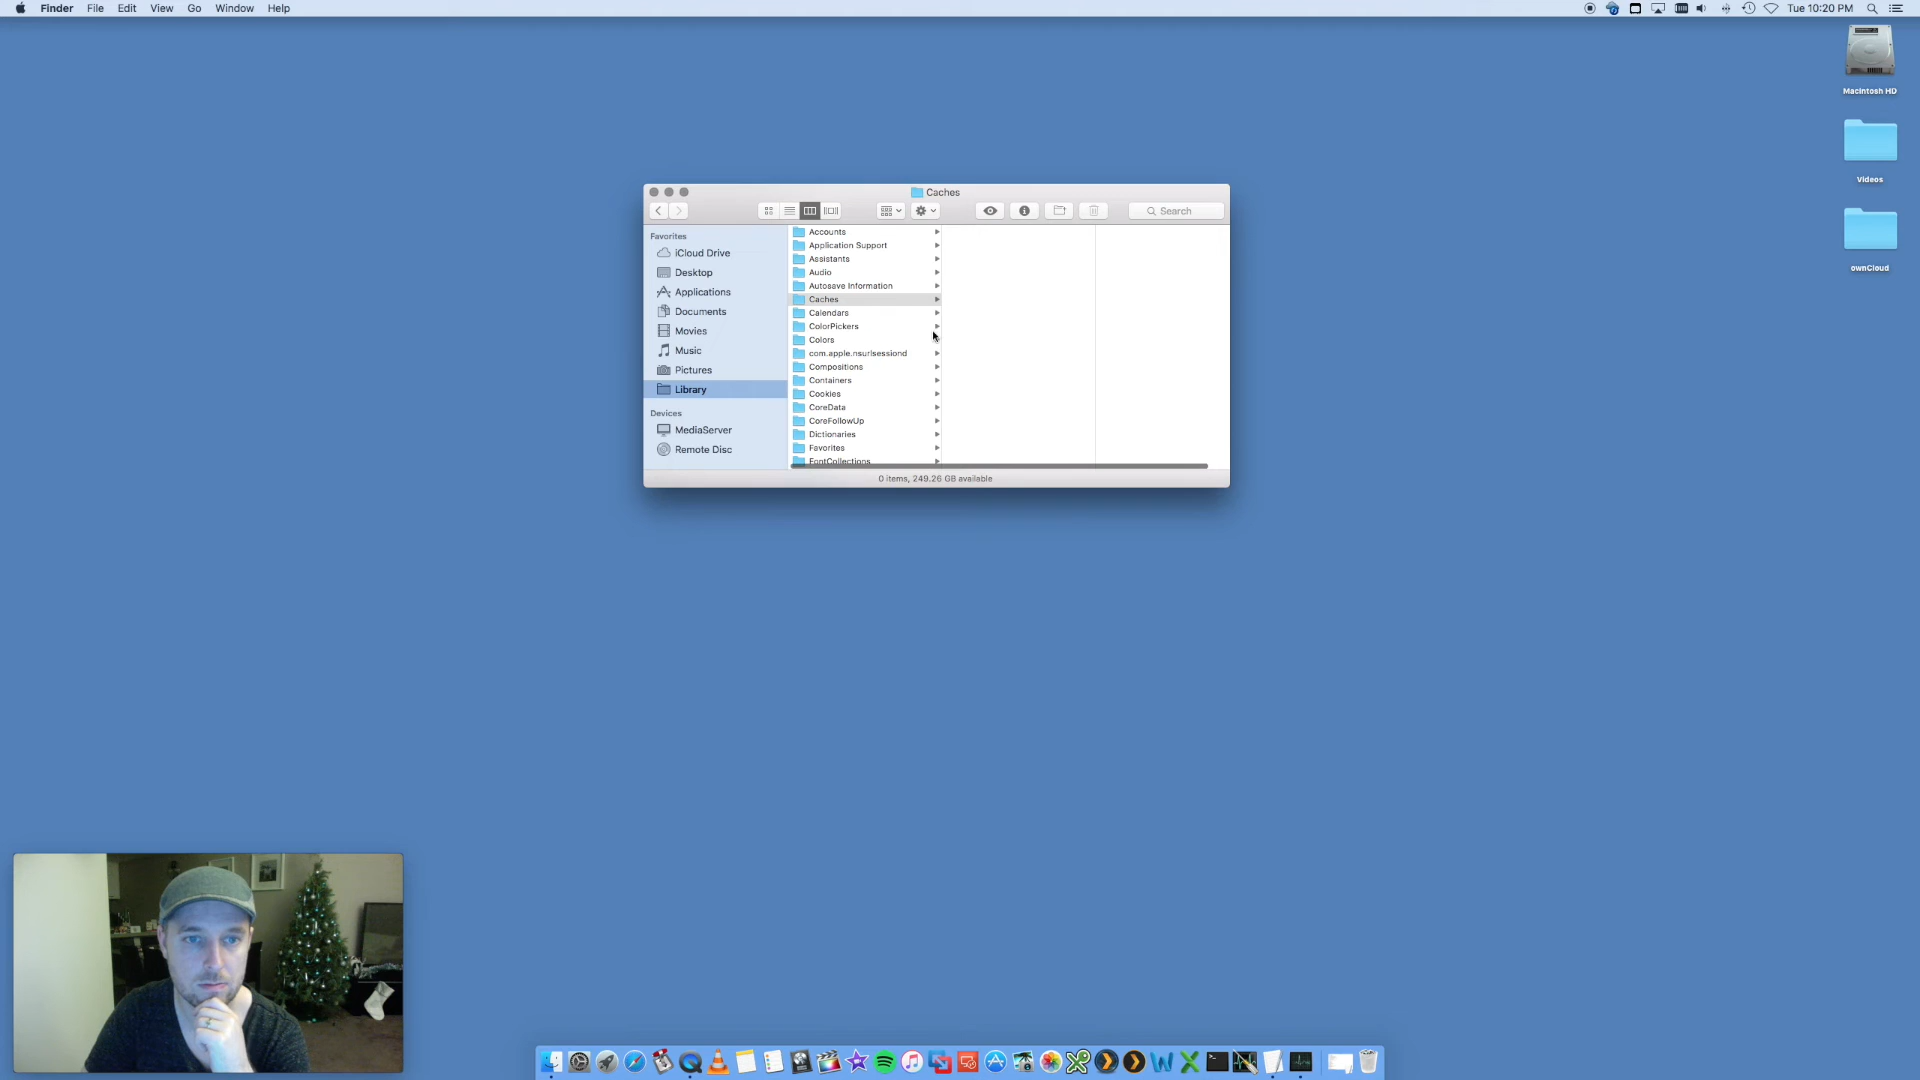 Finder File Edit View Go Window Help
Tue 10:20 PM
Macintosh HD
Videos
ownCloud
Caches
Search
Favorites
iCloud Drive
Desktop
Applications
Documents
Movies
Music
Pictures
Library
Devices
MediaServer
Remote Disc
Accounts
Application Support
Assistants
Audio
Autosave Information
Caches
Calendars
ColorPickers
Colors
com.apple.nsurlsessiond
Compositions
Containers
Cookies
CoreData
CoreFollowUp
Dictionaries
Favorites
FontCollections
0 items, 249.26 GB available